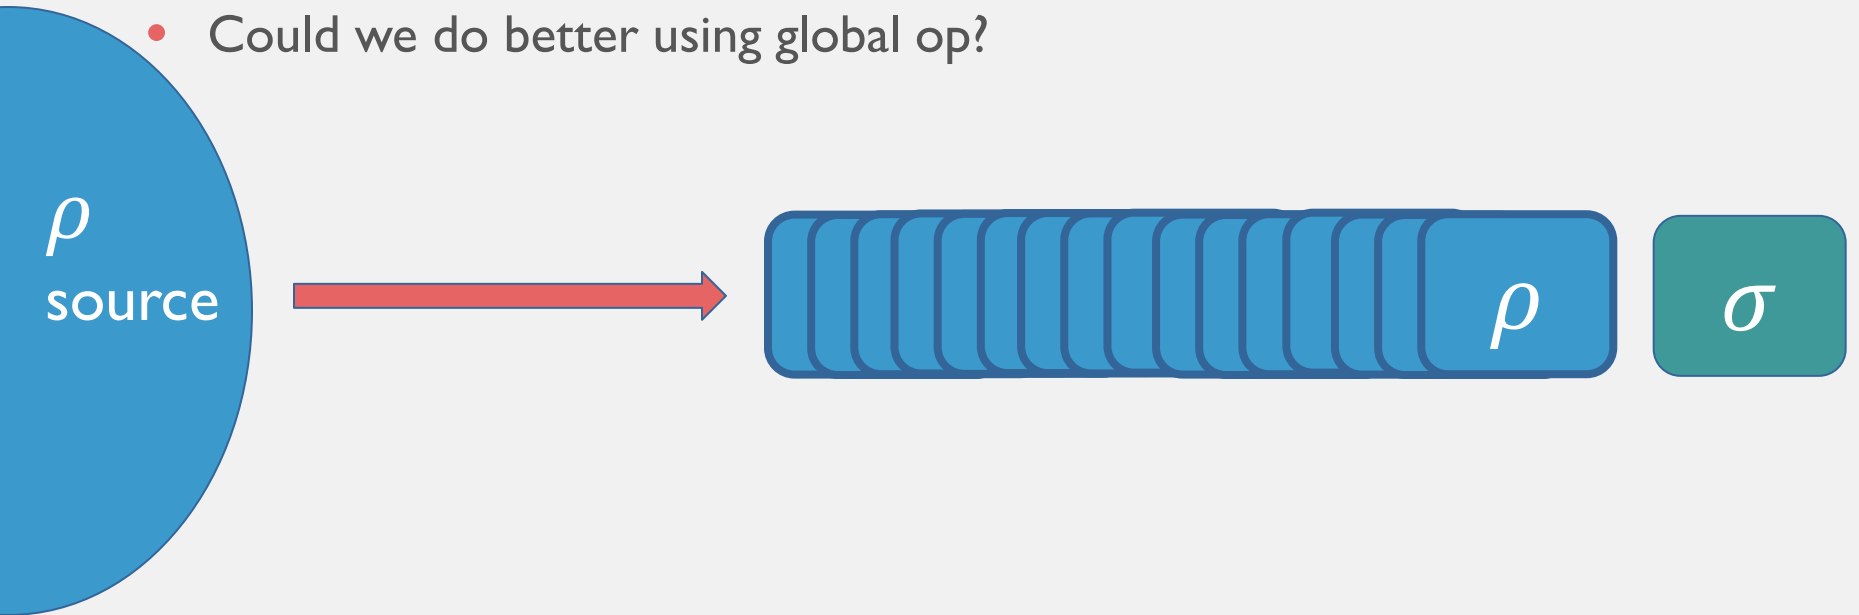 • Could we do better using global op?
ρ
source
ρ
σ